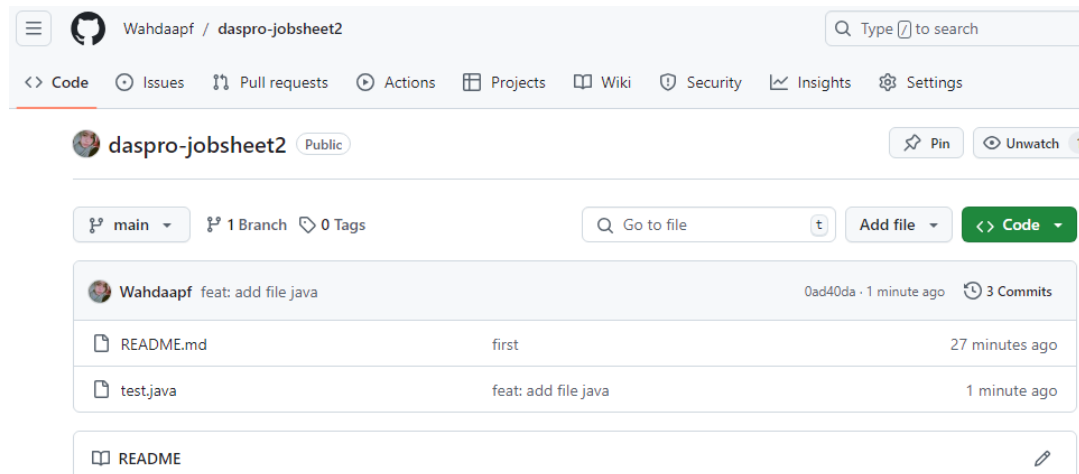 Wahdaapf / daspro-jobsheet2
Type / to search
Code Issues Pull requests Actions Projects Wiki Security Insights Settings
daspro-jobsheet2 Public Pin Unwatch
main 1 Branch 0 Tags Go to file t Add file Code
Wahdaapf feat: add file java 0ad40da · 1 minute ago 3 Commits
README.md first 27 minutes ago
test.java feat: add file java 1 minute ago
README